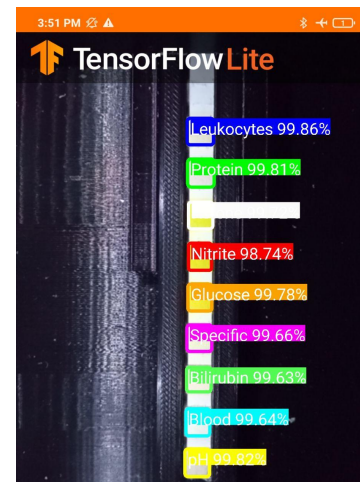 3:51 PM
TensorFlow Lite
Leukocytes 99.86%
Protein 99.81%
Nitrite 98.74%
Glucose 99.78%
Specific 99.66%
Bilirubin 99.63%
Blood 99.64%
pH 99.82%